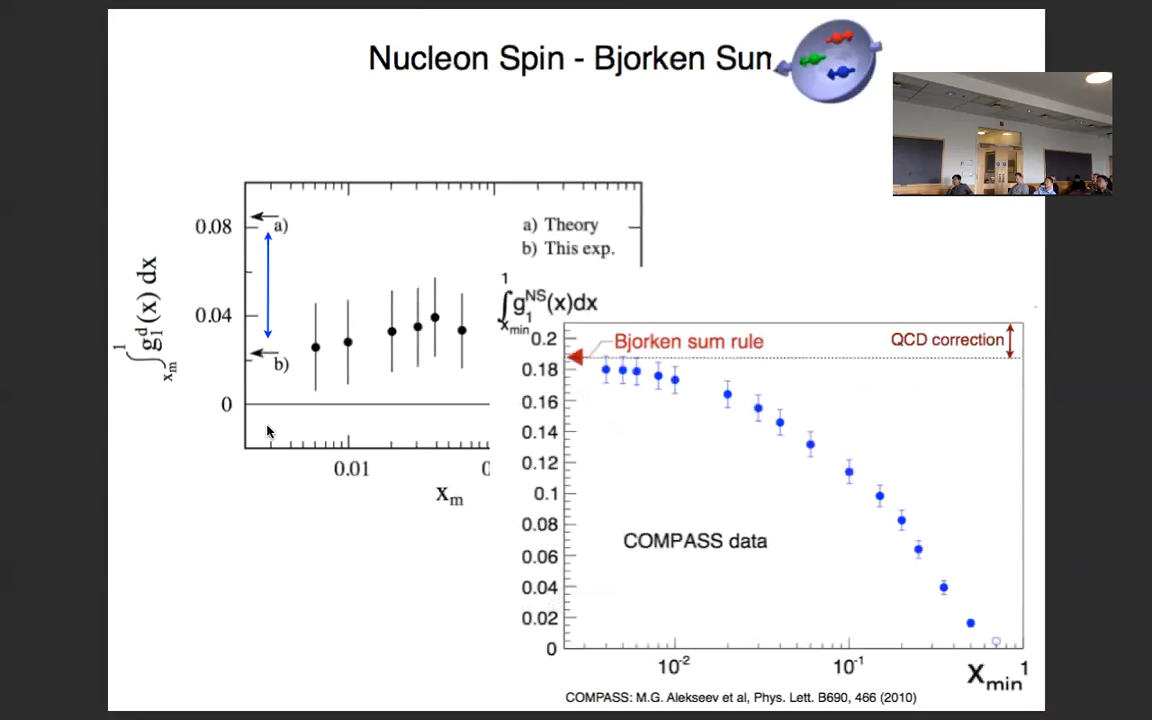 Nucleon Spin - Bjorken Sum
∫ x_m ^1 g_1^d (x) dx
0.08
0.04
0
a)
b)
a) Theory
b) This exp.
0.01
0
x_m
∫ x_min ^1 g_1^NS (x)dx
0.2
0.18
0.16
0.14
0.12
0.1
0.08
0.06
0.04
0.02
0
Bjorken sum rule
QCD correction
COMPASS data
10^-2
10^-1
1
x_min
COMPASS: M.G. Alekseev et al, Phys. Lett. B690, 466 (2010)